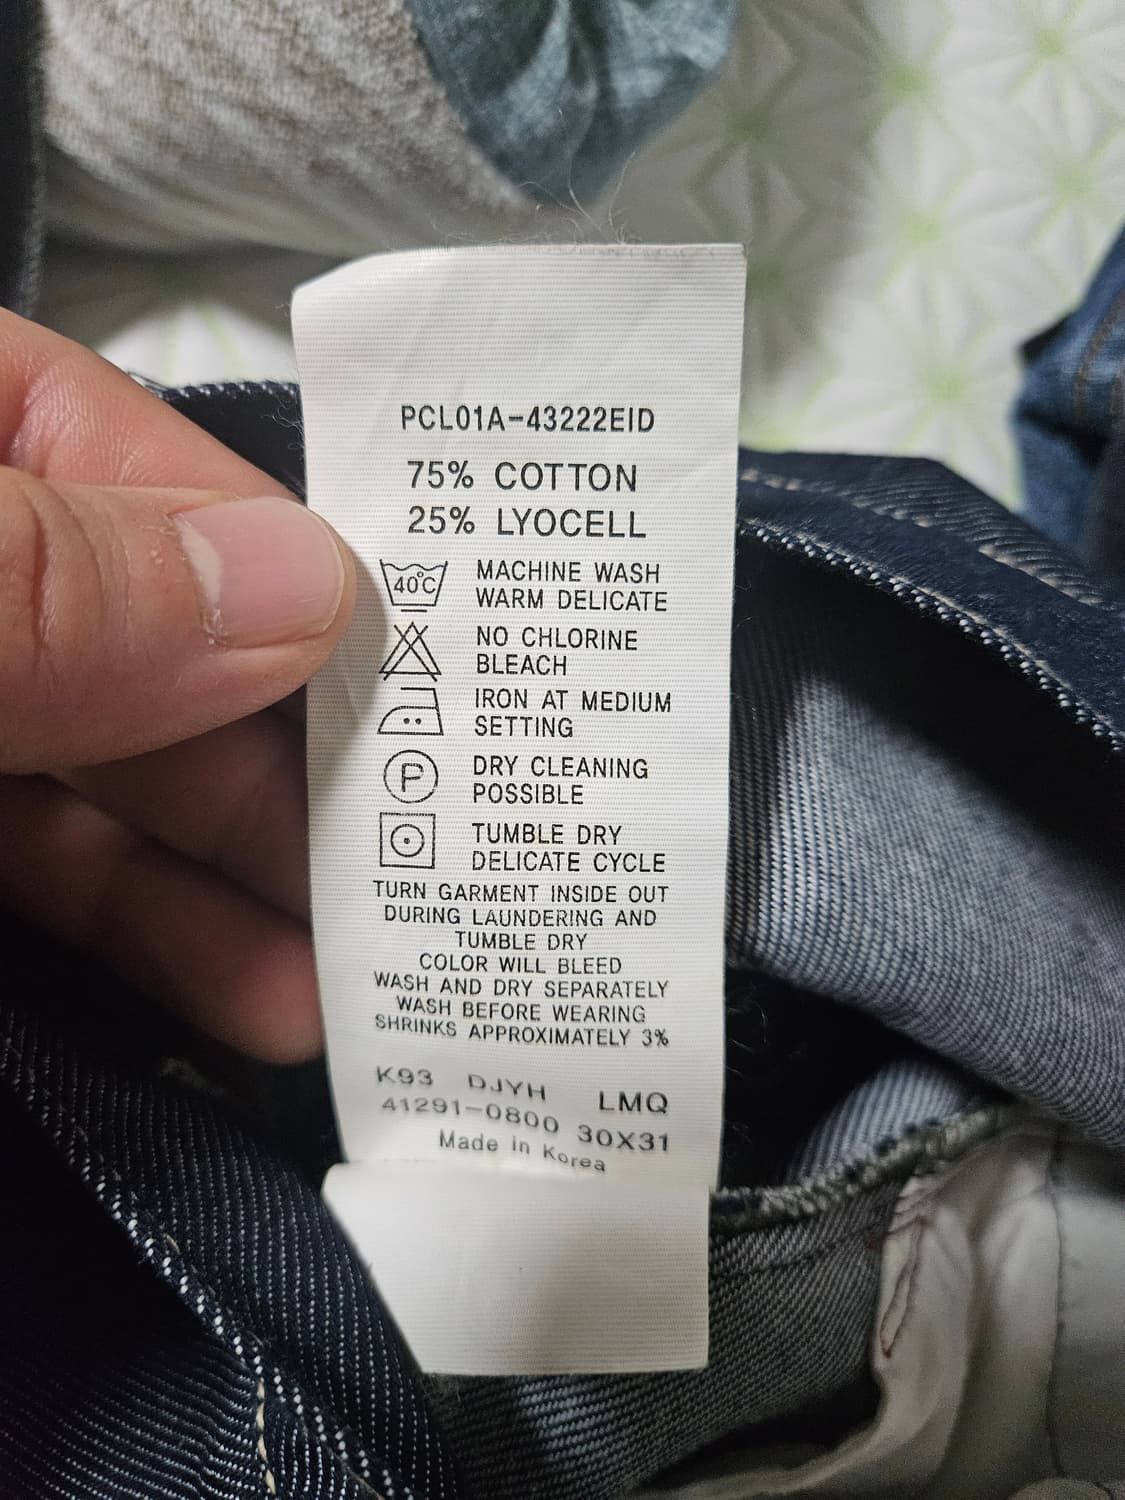 PCL01A-43222EID
75% COTTON
25% LYOCELL
40°C MACHINE WASH
WARM DELICATE
NO CHLORINE
BLEACH
IRON AT MEDIUM
SETTING
P DRY CLEANING
POSSIBLE
TUMBLE DRY
DELICATE CYCLE
TURN GARMENT INSIDE OUT
DURING LAUNDERING AND
TUMBLE DRY
COLOR WILL BLEED
WASH AND DRY SEPARATELY
WASH BEFORE WEARING
SHRINKS APPROXIMATELY 3%
K93 DJYH LMQ
41291-0800 30X31
Made in Korea